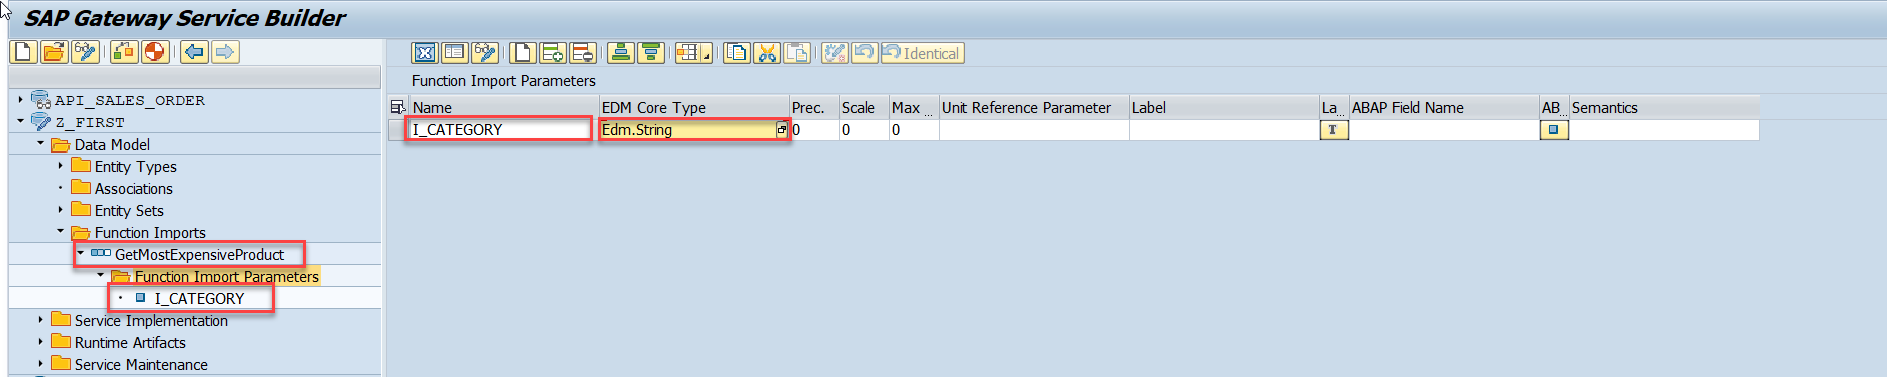 SAP Gateway Service Builder
Identical
Function Import Parameters
Name EDM Core Type Prec. Scale Max ... Unit Reference Parameter Label La... ABAP Field Name AB... Semantics
I_CATEGORY Edm.String 0 0 0 T
API_SALES_ORDER
Z_FIRST
Data Model
Entity Types
Associations
Entity Sets
Function Imports
GetMostExpensiveProduct
Function Import Parameters
I_CATEGORY
Service Implementation
Runtime Artifacts
Service Maintenance